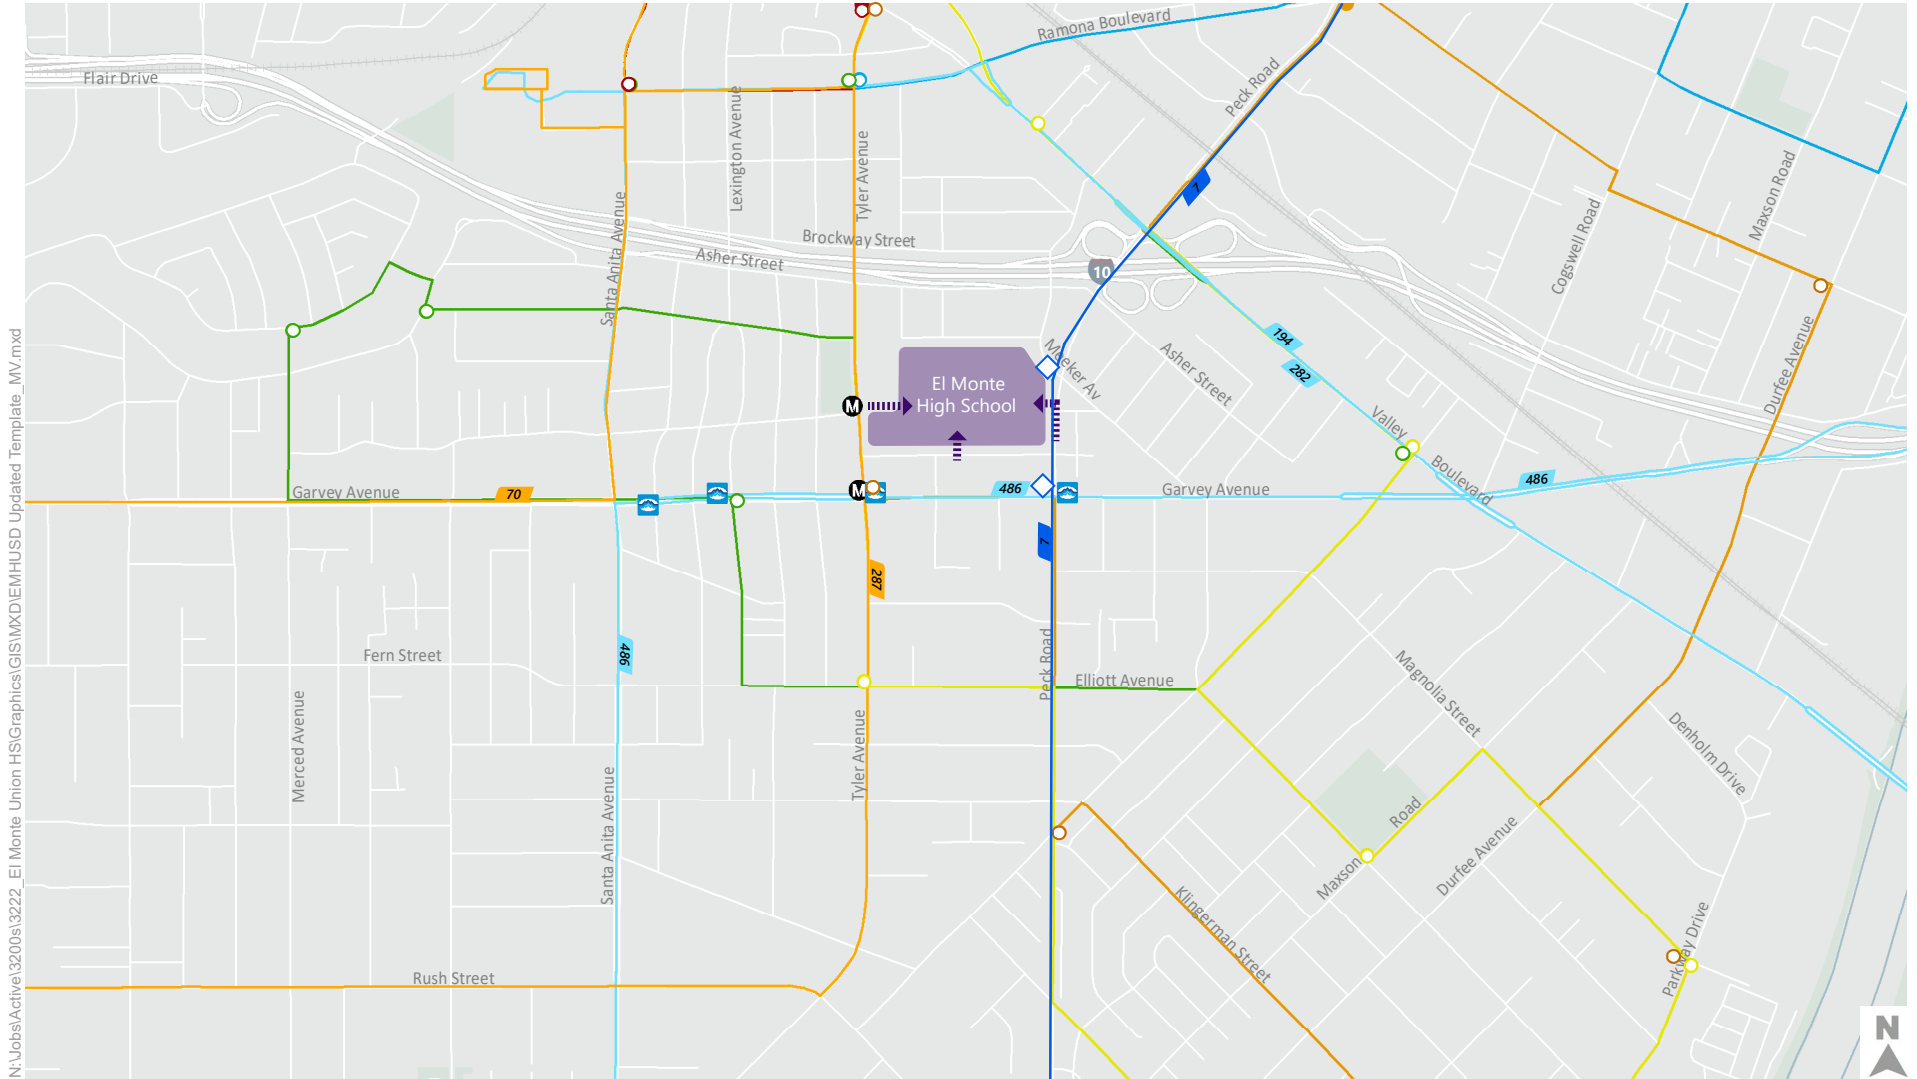 Ramona Boulevard
Flair Drive
Peck Road
Lexington Avenue
Tyler Avenue
Maxson Road
7
Santa Anita Avenue
Cogswell Road
Brockway Street
Asher Street
10
194
282
Meeker Av
Asher Street
Durfee Avenue
El Monte
High School
M
Valley
Boulevard
Garvey Avenue
70
M
486
Garvey Avenue
486
7
287
486
Fern Street
Peck Road
Elliott Avenue
Magnolia Street
Merced Avenue
Tyler Avenue
Denholm Drive
Santa Anita Avenue
Road
Maxson
Durfee Avenue
Klingerman Street
Parkway Drive
Rush Street
N
N:\Jobs\Active\3200s\3222_El Monte Union HS\Graphics\GIS\MXD\EMHUSD Updated Template_MV.mxd